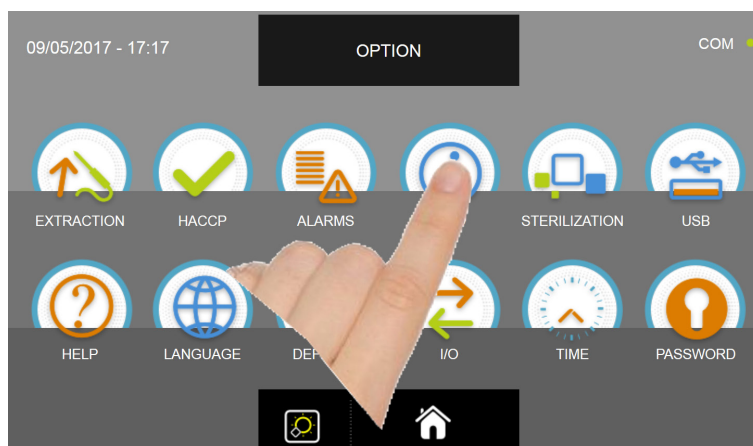 09/05/2017 - 17:17
OPTION
COM
EXTRACTION
HACCP
ALARMS
STERILIZATION
USB
HELP
LANGUAGE
I/O
TIME
PASSWORD